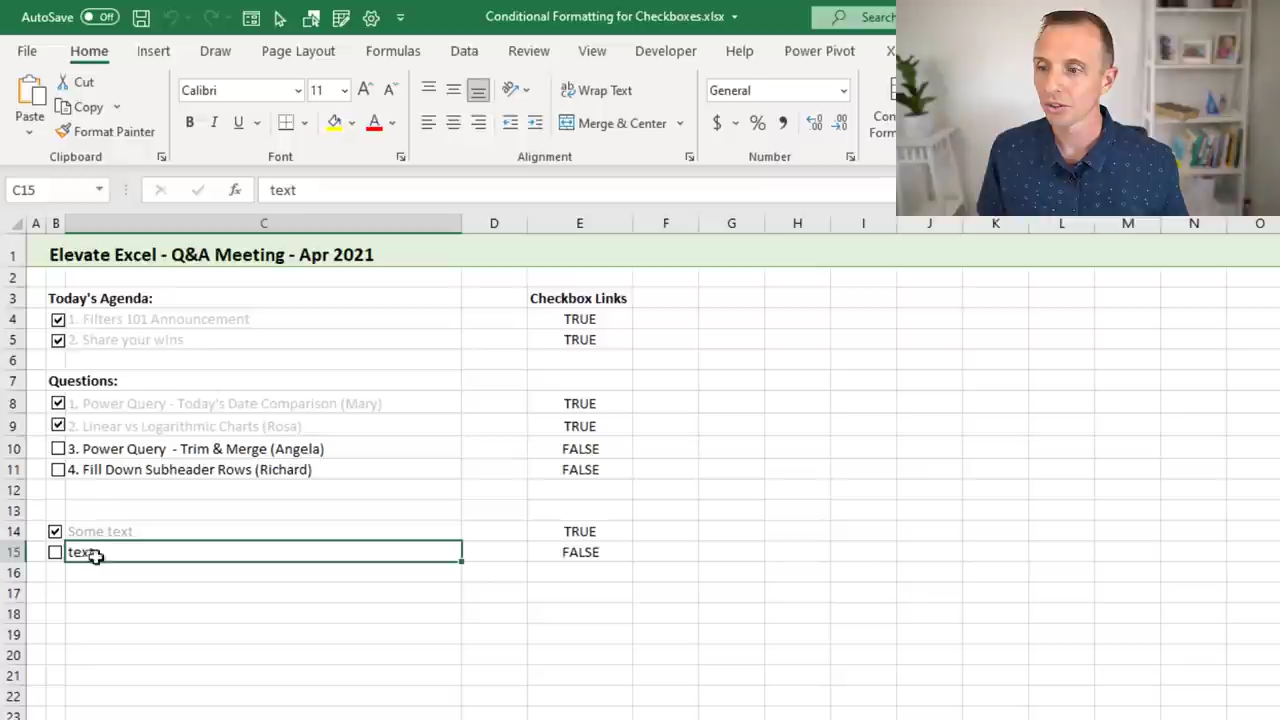 AutoSave Off Conditional Formatting for Checkboxes.xlsx Search
File Home Insert Draw Page Layout Formulas Data Review View Developer Help Power Pivot X
Paste Cut Copy Format Painter
Calibri 11 A A
B I U A
Wrap Text Merge & Center
General
$ % 9
Con
Form
Clipboard Font Alignment Number
C15 fx text
A B C D E F G H I J K L M N O
1 Elevate Excel - Q&A Meeting - Apr 2021
2
3 Today's Agenda: Checkbox Links
4 1. Filters 101 Announcement TRUE
5 2. Share your wins TRUE
6
7 Questions:
8 1. Power Query - Today's Date Comparison (Mary) TRUE
9 2. Linear vs Logarithmic Charts (Rosa) TRUE
10 3. Power Query - Trim & Merge (Angela) FALSE
11 4. Fill Down Subheader Rows (Richard) FALSE
12
13
14 Some text TRUE
15 text FALSE
16
17
18
19
20
21
22
23